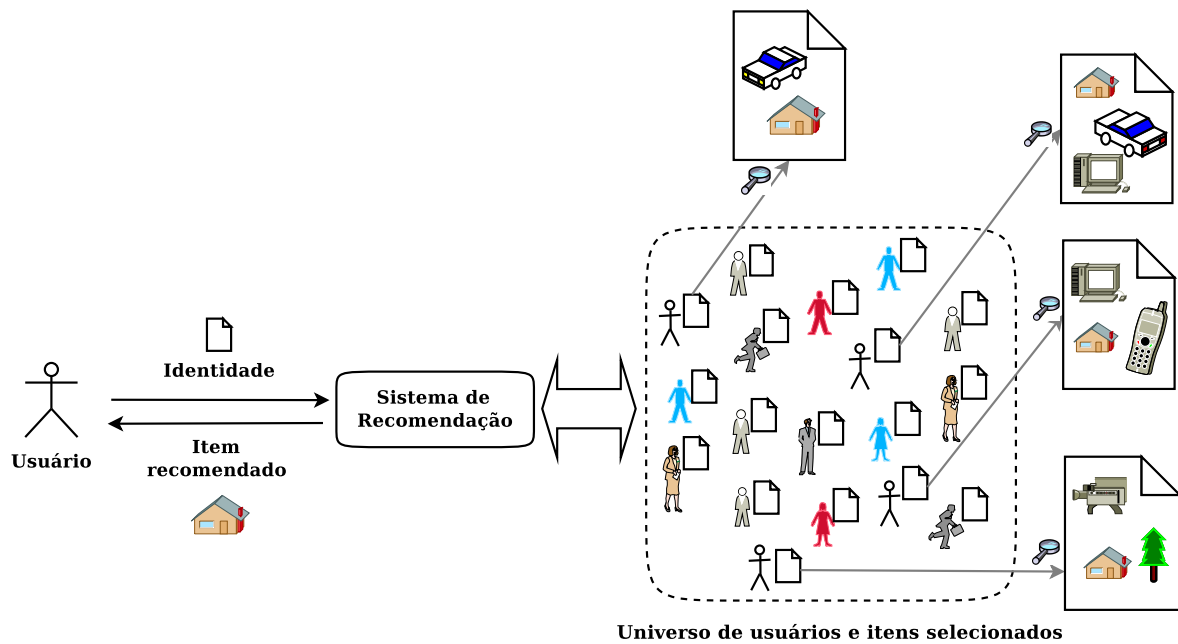 Identidade
Usuário
Item
recomendado
Sistema de
Recomendação
Universo de usuários e itens selecionados